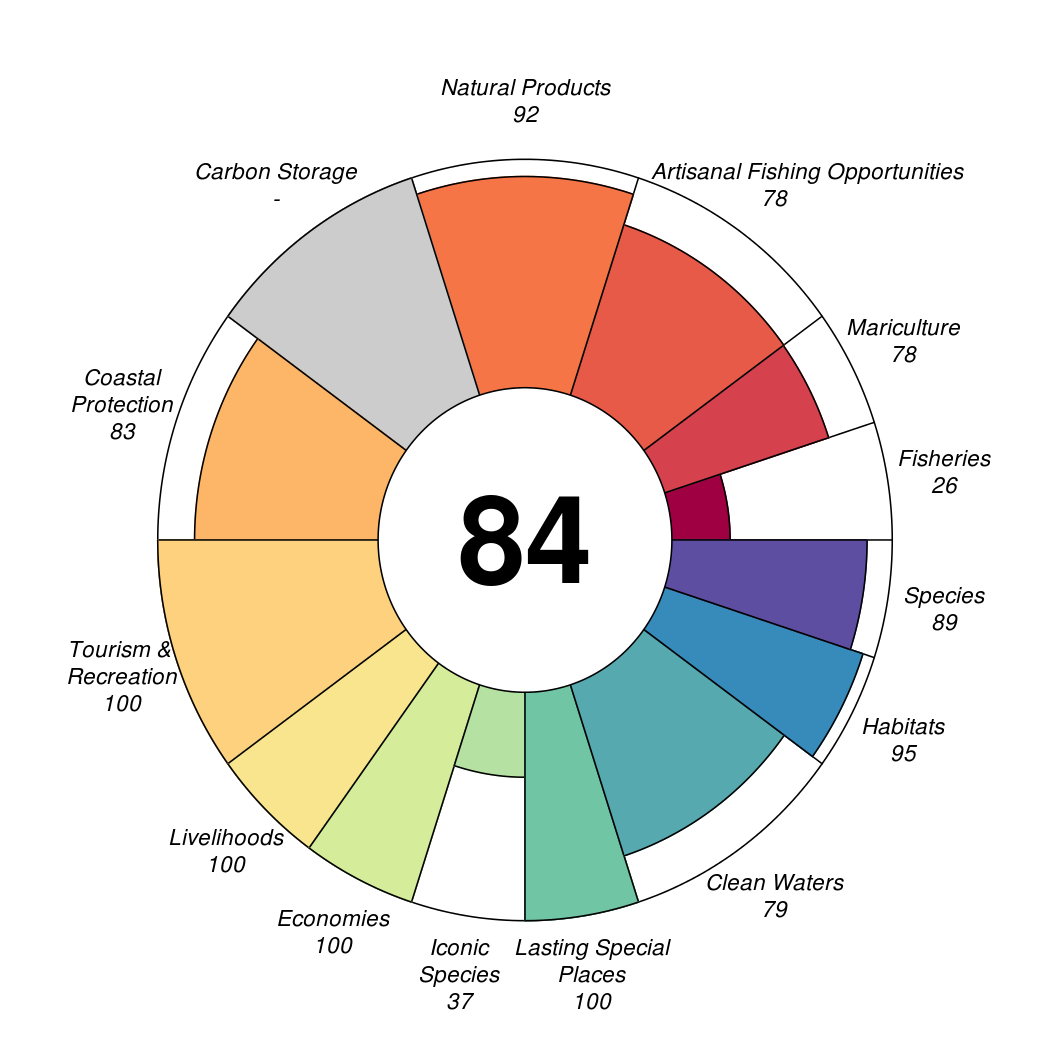 Natural Products
92
Carbon Storage
-
Artisanal Fishing Opportunities
78
Mariculture
78
Coastal
Protection
83
Fisheries
26
84
Species
89
Tourism &
Recreation
100
Habitats
95
Livelihoods
100
Clean Waters
79
Economies
100
Iconic
Species
37
Lasting Special
Places
100